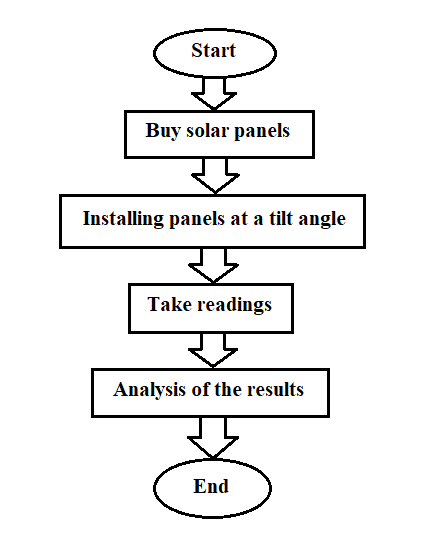 Start
Buy solar panels
Installing panels at a tilt angle
Take readings
Analysis of the results
End